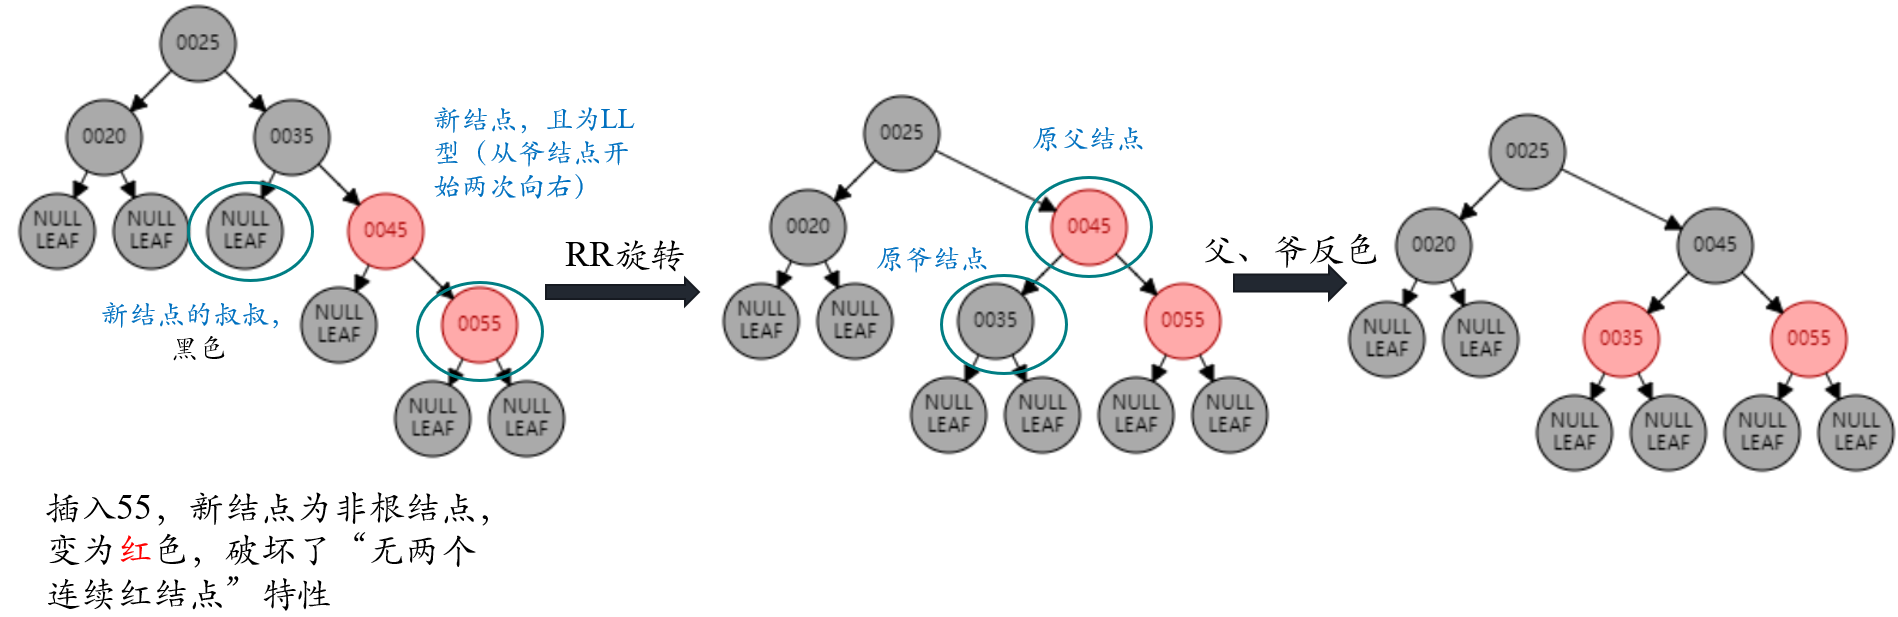 0025
0020
0035
NULL
LEAF
NULL
LEAF
NULL
LEAF
0045
NULL
LEAF
0055
NULL
LEAF
NULL
LEAF
新结点，且为LL
型（从爷结点开
始两次向右）
新结点的叔叔，
黑色
插入55，新结点为非根结点，
变为红色，破坏了“无两个
连续红结点”特性
RR旋转
0025
原父结点
0020
0045
原爷结点
NULL
LEAF
NULL
LEAF
0035
0055
NULL
LEAF
NULL
LEAF
NULL
LEAF
NULL
LEAF
父、爷反色
0025
0020
0045
NULL
LEAF
NULL
LEAF
0035
0055
NULL
LEAF
NULL
LEAF
NULL
LEAF
NULL
LEAF